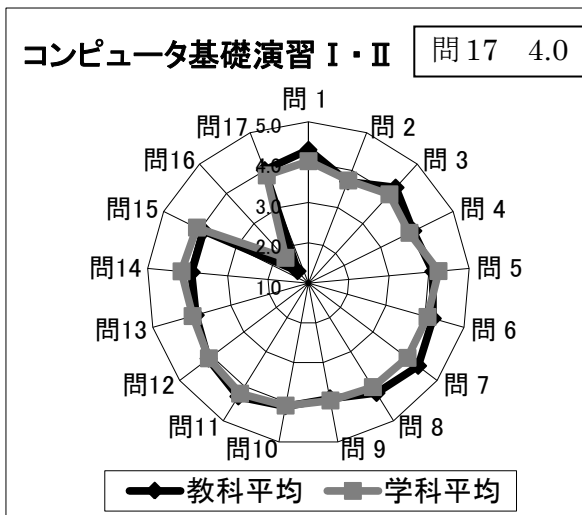 コンピュータ基礎演習Ⅰ・Ⅱ
問17 4.0
問 1
問 2
問 3
問 4
問 5
問 6
問 7
問 8
問 9
問10
問11
問12
問13
問14
問15
問16
問17
5.0
4.0
3.0
2.0
1.0
教科平均 学科平均